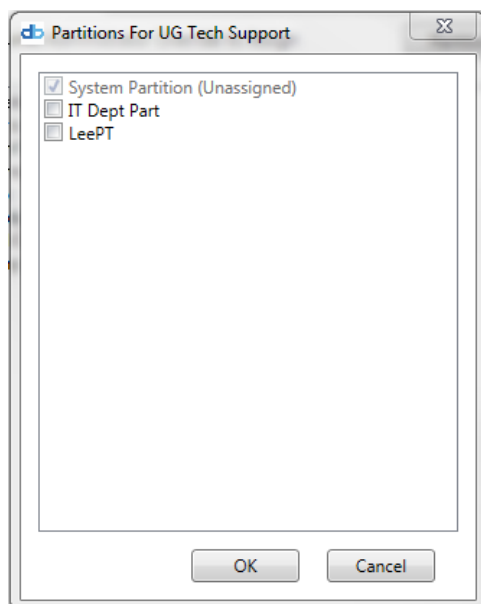 db Partitions For UG Tech Support
System Partition (Unassigned)
IT Dept Part
LeePT
OK Cancel